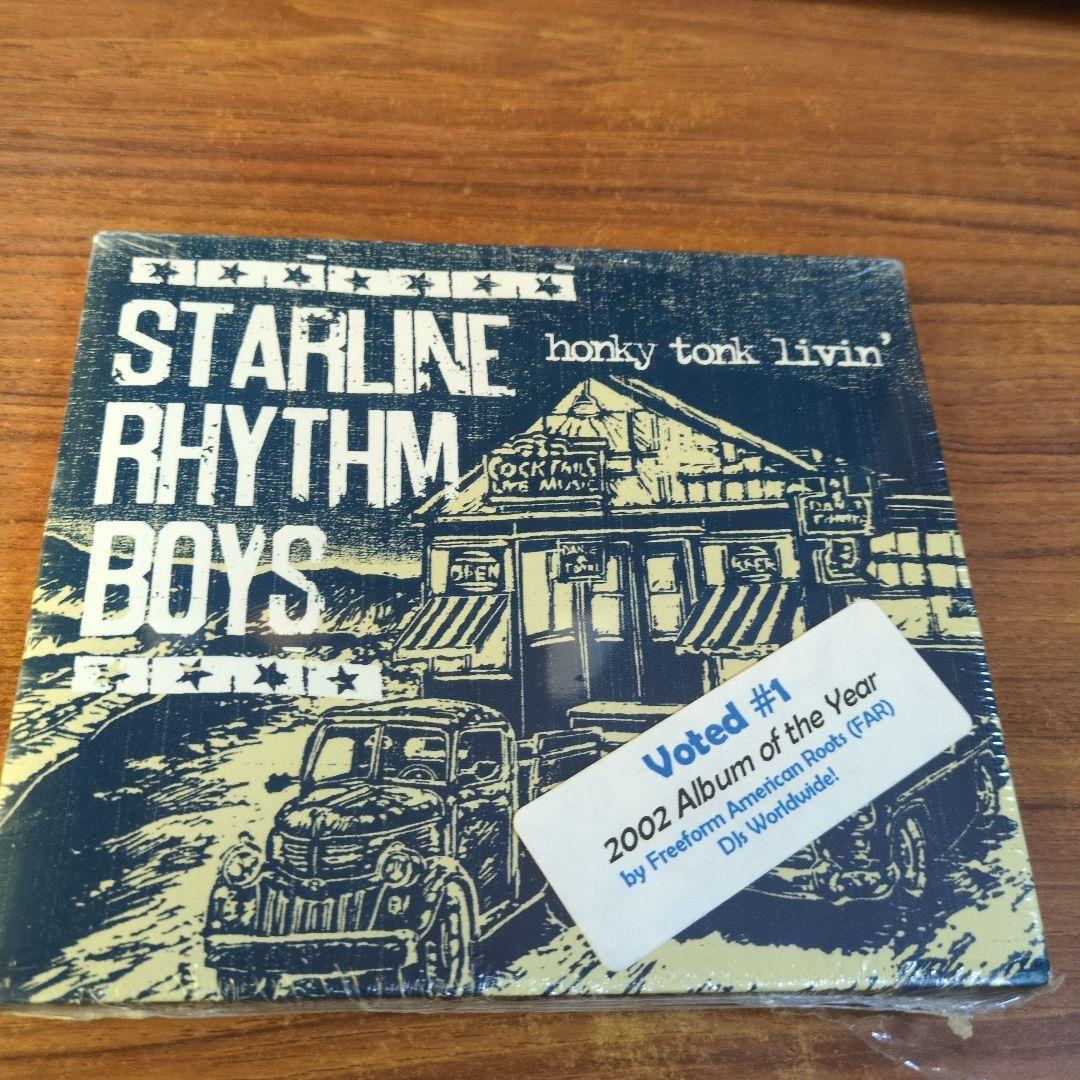 STARLINE
RHYTHM
BOYS
honky tonk livin'
COCKTAILS
LIVE MUSIC
OPEN
Voted #1
2002 Album of the Year
by Freeform American Roots (FAR)
DJs Worldwide!